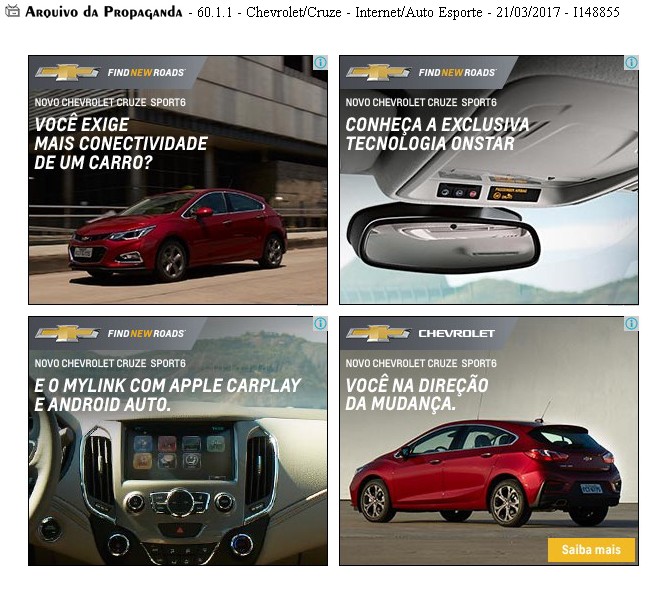 Arquivo da Propaganda - 60.1.1 - Chevrolet/Cruze - Internet/Auto Esporte - 21/03/2017 - I148855
FIND NEW ROADS
NOVO CHEVROLET CRUZE SPORT6
VOCÊ EXIGE
MAIS CONECTIVIDADE
DE UM CARRO?
FIND NEW ROADS
NOVO CHEVROLET CRUZE SPORT6
CONHEÇA A EXCLUSIVA
TECNOLOGIA ONSTAR
FIND NEW ROADS
NOVO CHEVROLET CRUZE SPORT6
E O MYLINK COM APPLE CARPLAY
E ANDROID AUTO.
CHEVROLET
NOVO CHEVROLET CRUZE SPORT6
VOCÊ NA DIREÇÃO
DA MUDANÇA.
Saiba mais